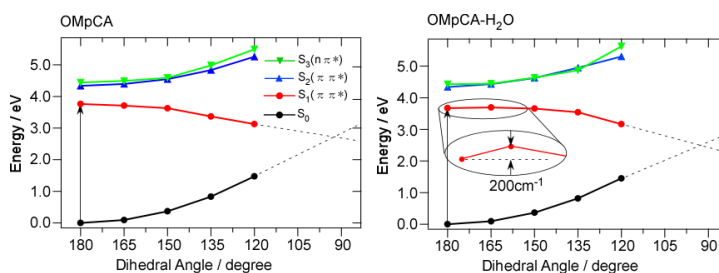 OMpCA
OMpCA-H₂O
Energy / eV
5.0
4.0
3.0
2.0
1.0
0.0
S₃(nπ*)
S₂(ππ*)
S₁(ππ*)
S₀
180 165 150 135 120 105 90
Dihedral Angle / degree
Energy / eV
5.0
4.0
3.0
2.0
1.0
0.0
200cm⁻¹
180 165 150 135 120 105 90
Dihedral Angle / degree